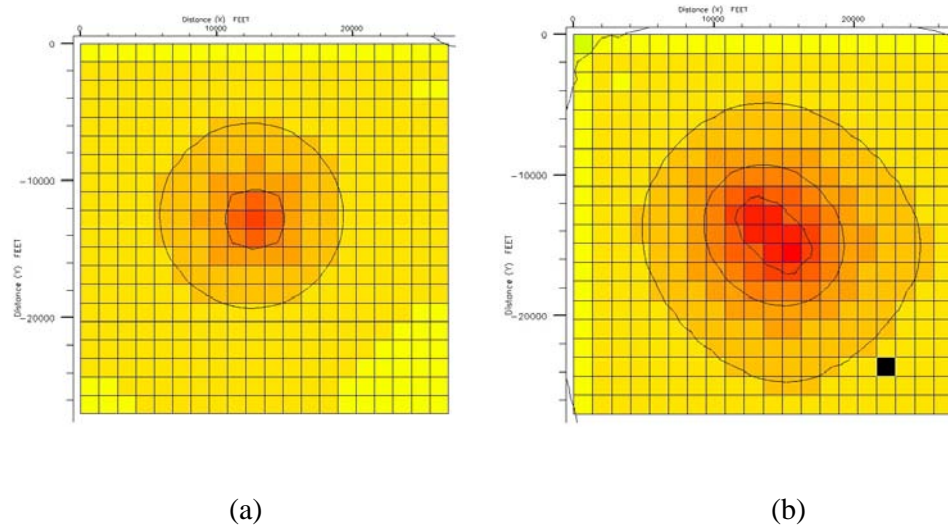 Distance (X) FEET
0 10000 20000
0
-10000
-20000
Distance (Y) FEET
Distance (X) FEET
0 10000 20000
0
-10000
-20000
Distance (Y) FEET
(a) (b)